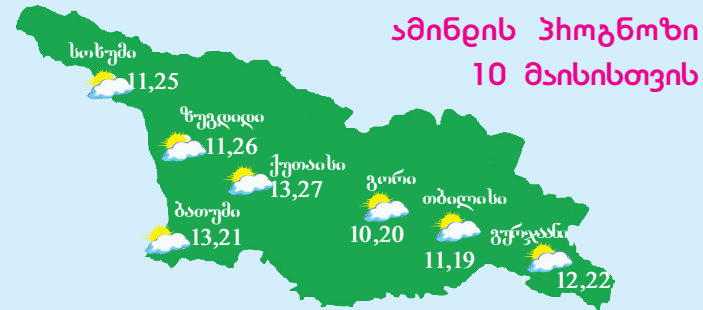 ამინდის პროგნოზი
10 მაისისთვის
სოხუმი
11,25
ზუგდიდი
11,26
ქუთაისი
13,27
ბათუმი
13,21
გორი
10,20
თბილისი
11,19
გურჯაანი
12,22